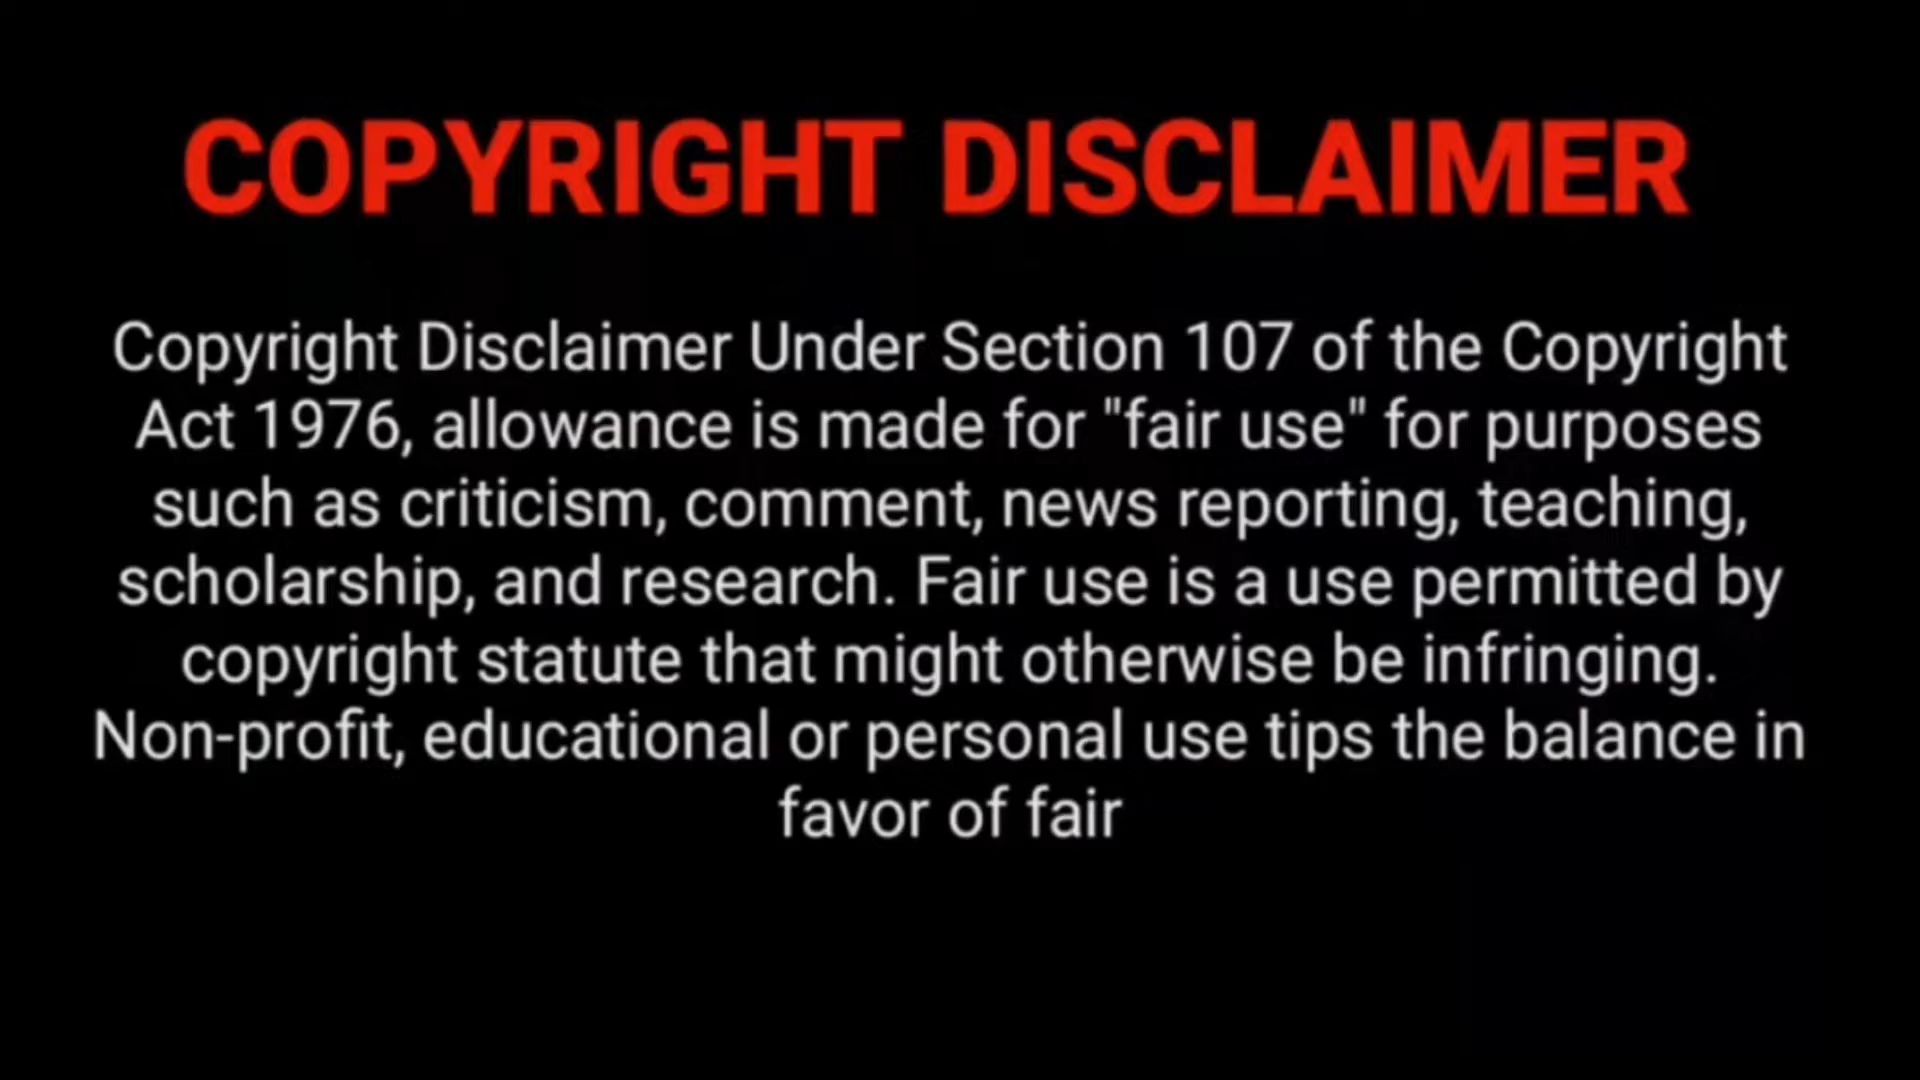 COPYRIGHT DISCLAIMER
Copyright Disclaimer Under Section 107 of the Copyright
Act 1976, allowance is made for "fair use" for purposes
such as criticism, comment, news reporting, teaching,
scholarship, and research. Fair use is a use permitted by
copyright statute that might otherwise be infringing.
Non-profit, educational or personal use tips the balance in
favor of fair